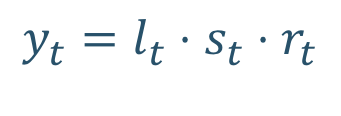 y_t = l_t · s_t · r_t